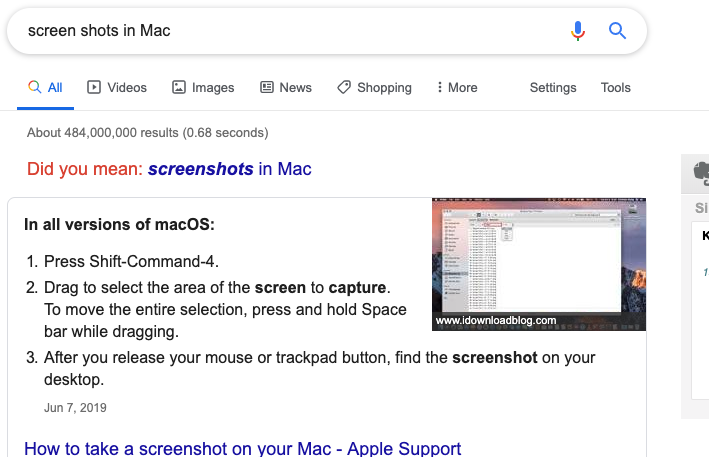 screen shots in Mac
All Videos Images News Shopping More Settings Tools
About 484,000,000 results (0.68 seconds)
Did you mean: screenshots in Mac
In all versions of macOS:
1. Press Shift-Command-4.
2. Drag to select the area of the screen to capture.
To move the entire selection, press and hold Space
bar while dragging.
3. After you release your mouse or trackpad button, find the screenshot on your
desktop.
Jun 7, 2019
www.idownloadblog.com
How to take a screenshot on your Mac - Apple Support
Si
K
1